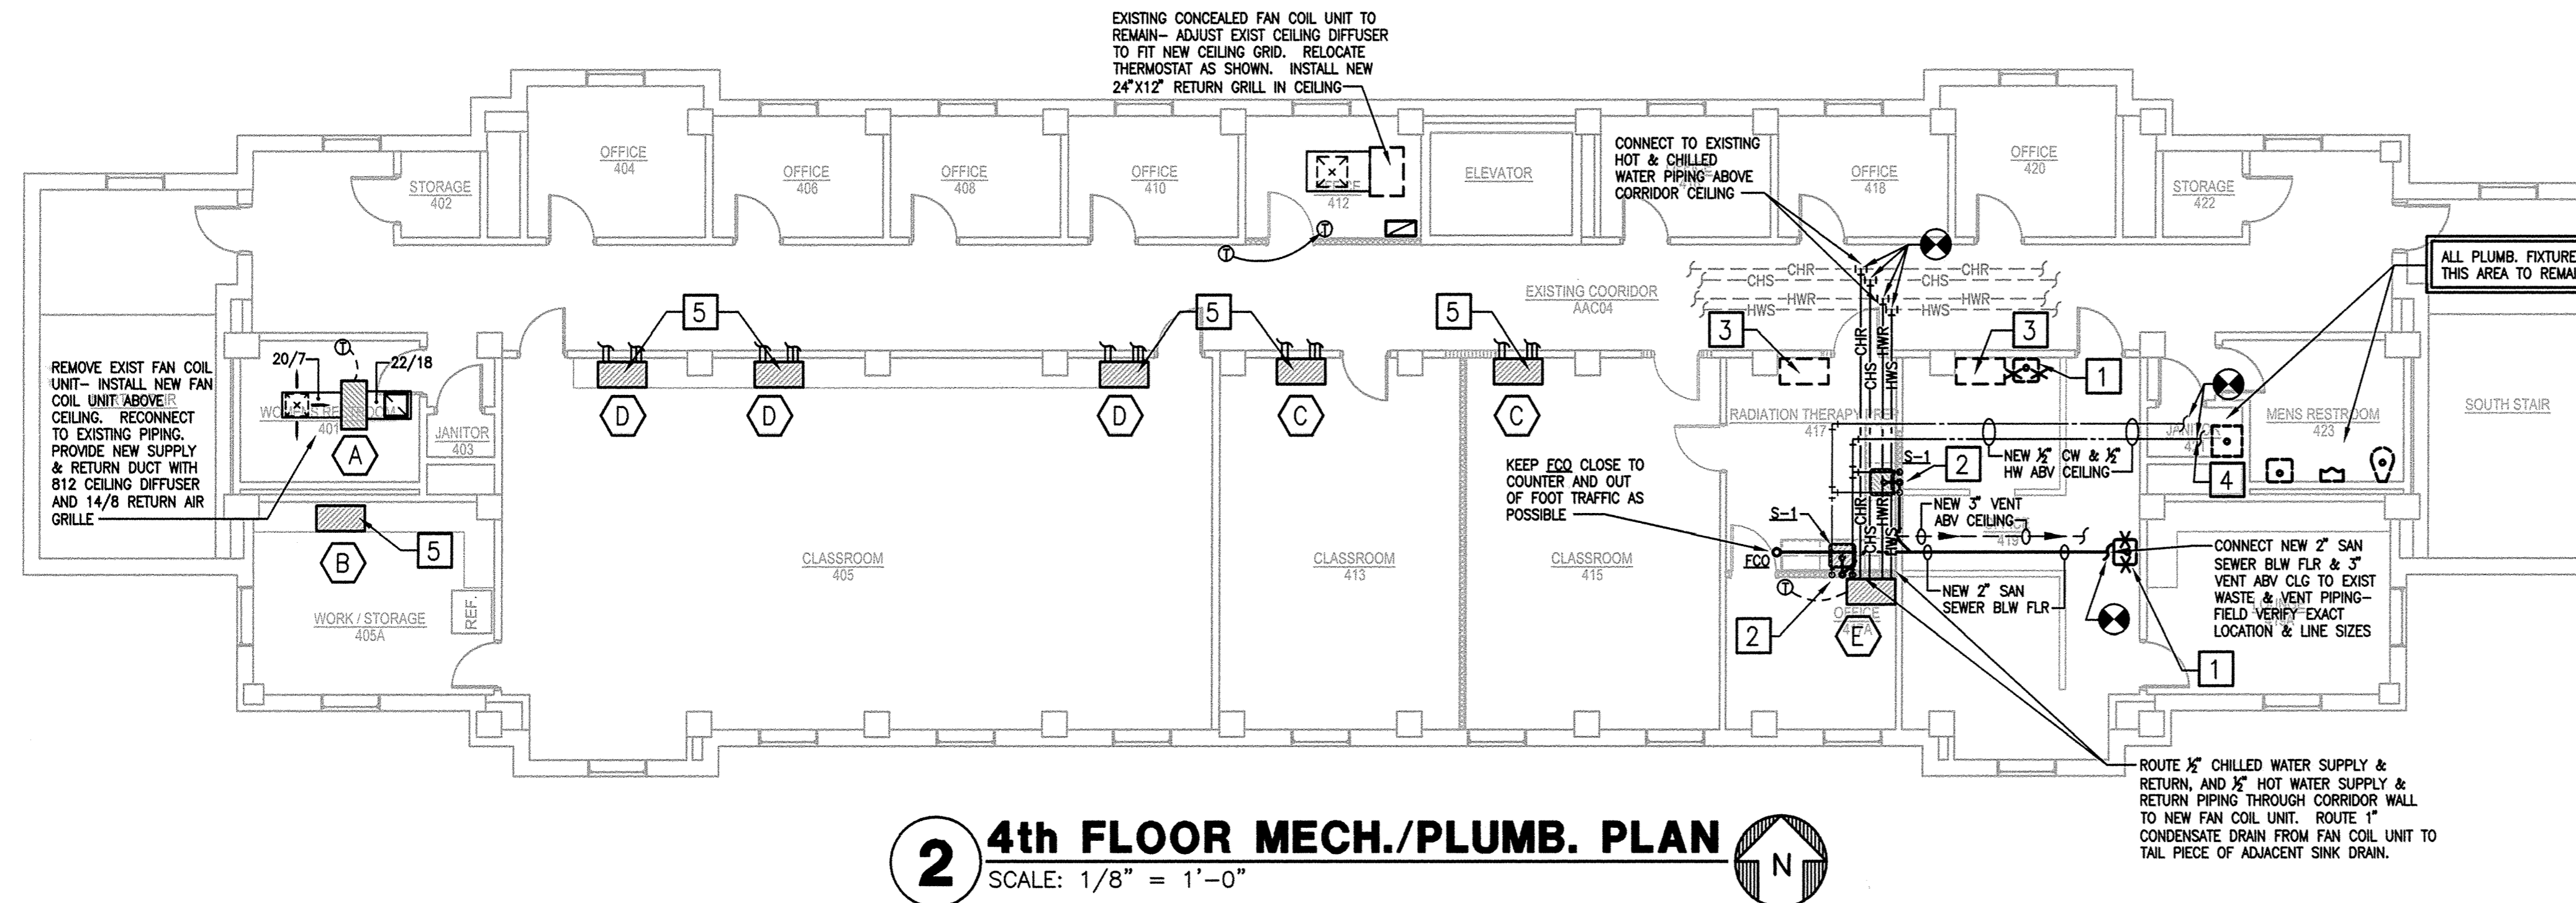 EXISTING CONCEALED FAN COIL UNIT TO
REMAIN– ADJUST EXIST CEILING DIFFUSER
TO FIT NEW CEILING GRID. RELOCATE
THERMOSTAT AS SHOWN. INSTALL NEW
24"X12" RETURN GRILL IN CEILING
STORAGE
402
OFFICE
404
OFFICE
406
OFFICE
408
OFFICE
410
412
T
T
ELEVATOR
CONNECT TO EXISTING
HOT & CHILLED
WATER PIPING ABOVE
CORRIDOR CEILING
OFFICE
418
OFFICE
420
STORAGE
422
ALL PLUMB. FIXTURE
THIS AREA TO REMAI
EXISTING COORIDOR
AAC04
CHR
CHR
CHS
CHS
HWR
HWR
HWS
HWS
5
5
5
3
3
1
REMOVE EXIST FAN COIL
UNIT– INSTALL NEW FAN
COIL UNIT ABOVE
CEILING. RECONNECT
TO EXISTING PIPING.
PROVIDE NEW SUPPLY
& RETURN DUCT WITH
812 CEILING DIFFUSER
AND 14/8 RETURN AIR
GRILLE
T
20/7
22/18
WOMENS RESTROOM
401
A
JANITOR
403
D
D
D
C
C
CHR
HWR
CHS
HWS
RADIATION THERAPY PREP
417
MENS RESTROOM
423
SOUTH STAIR
4
NEW ½" CW & ½"
HW ABV CEILING
S-1
2
KEEP FCO CLOSE TO
COUNTER AND OUT
OF FOOT TRAFFIC AS
POSSIBLE
NEW 3" VENT
ABV CEILING
419
CHR
HWR
CHS
HWS
S-1
FCO
T
2
OFFICE
417A
E
NEW 2" SAN
SEWER BLW FLR
CONNECT NEW 2" SAN
SEWER BLW FLR & 3"
VENT ABV CLG TO EXIST
WASTE & VENT PIPING–
FIELD VERIFY EXACT
LOCATION & LINE SIZES
1
B
5
WORK / STORAGE
405A
REF.
CLASSROOM
405
CLASSROOM
413
CLASSROOM
415
ROUTE ½" CHILLED WATER SUPPLY &
RETURN, AND ½" HOT WATER SUPPLY &
RETURN PIPING THROUGH CORRIDOR WALL
TO NEW FAN COIL UNIT. ROUTE 1"
CONDENSATE DRAIN FROM FAN COIL UNIT TO
TAIL PIECE OF ADJACENT SINK DRAIN.
2
4th FLOOR MECH./PLUMB. PLAN
SCALE: 1/8" = 1'-0"
N